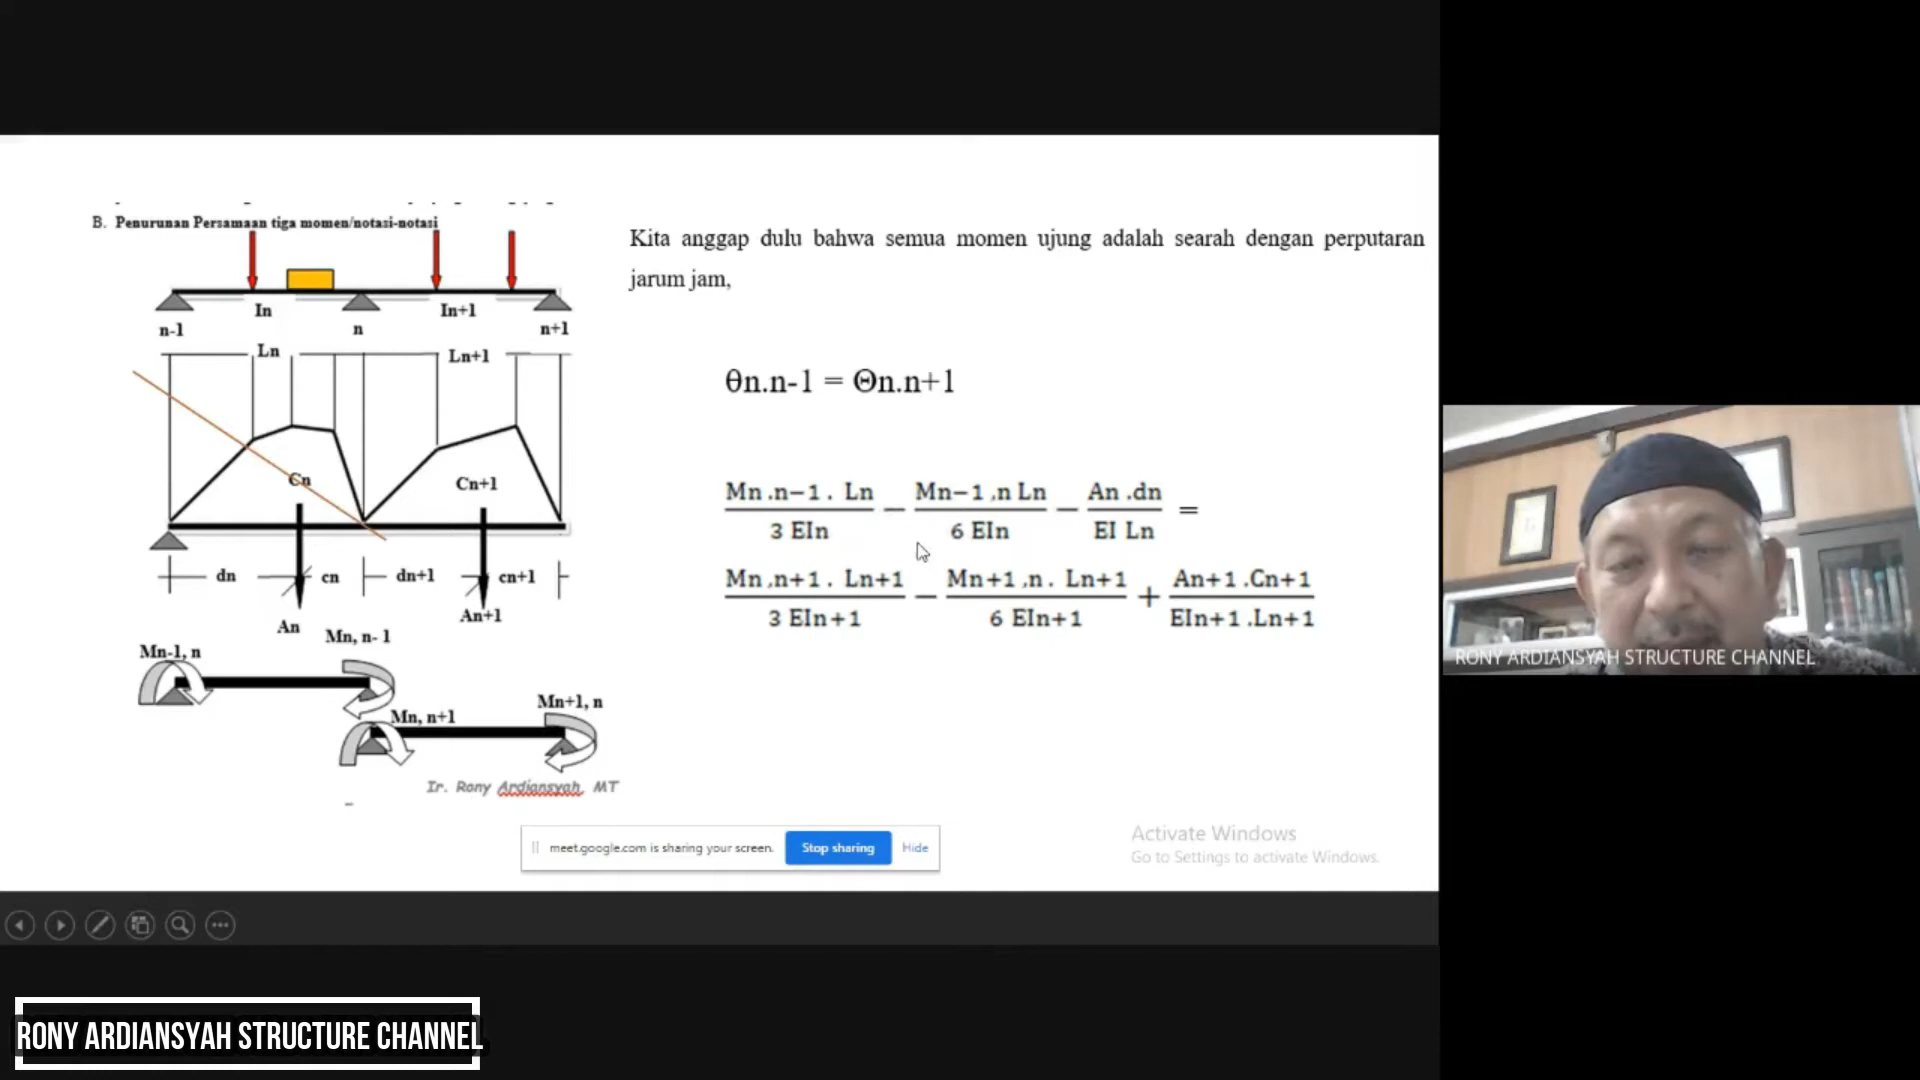 B. Penurunan Persamaan tiga momen/notasi-notasi
In
In+1
n-1
n
n+1
Ln
Ln+1
Cn
Cn+1
dn
cn
dn+1
cn+1
An
An+1
Mn-1, n
Mn, n- 1
Mn, n+1
Mn+1, n
Ir. Rony Ardiansyah, MT
Kita anggap dulu bahwa semua momen ujung adalah searah dengan perputaran
jarum jam,
θn.n-1 = Θn.n+1
Mn .n−1 . Ln / 3 EIn − Mn−1 ,n Ln / 6 EIn − An .dn / EI Ln =
Mn ,n+1 . Ln+1 / 3 EIn+1 − Mn+1 ,n . Ln+1 / 6 EIn+1 + An+1 .Cn+1 / EIn+1 .Ln+1
meet.google.com is sharing your screen.
Stop sharing
Hide
Activate Windows
Go to Settings to activate Windows.
RONY ARDIANSYAH STRUCTURE CHANNEL
RONY ARDIANSYAH STRUCTURE CHANNEL